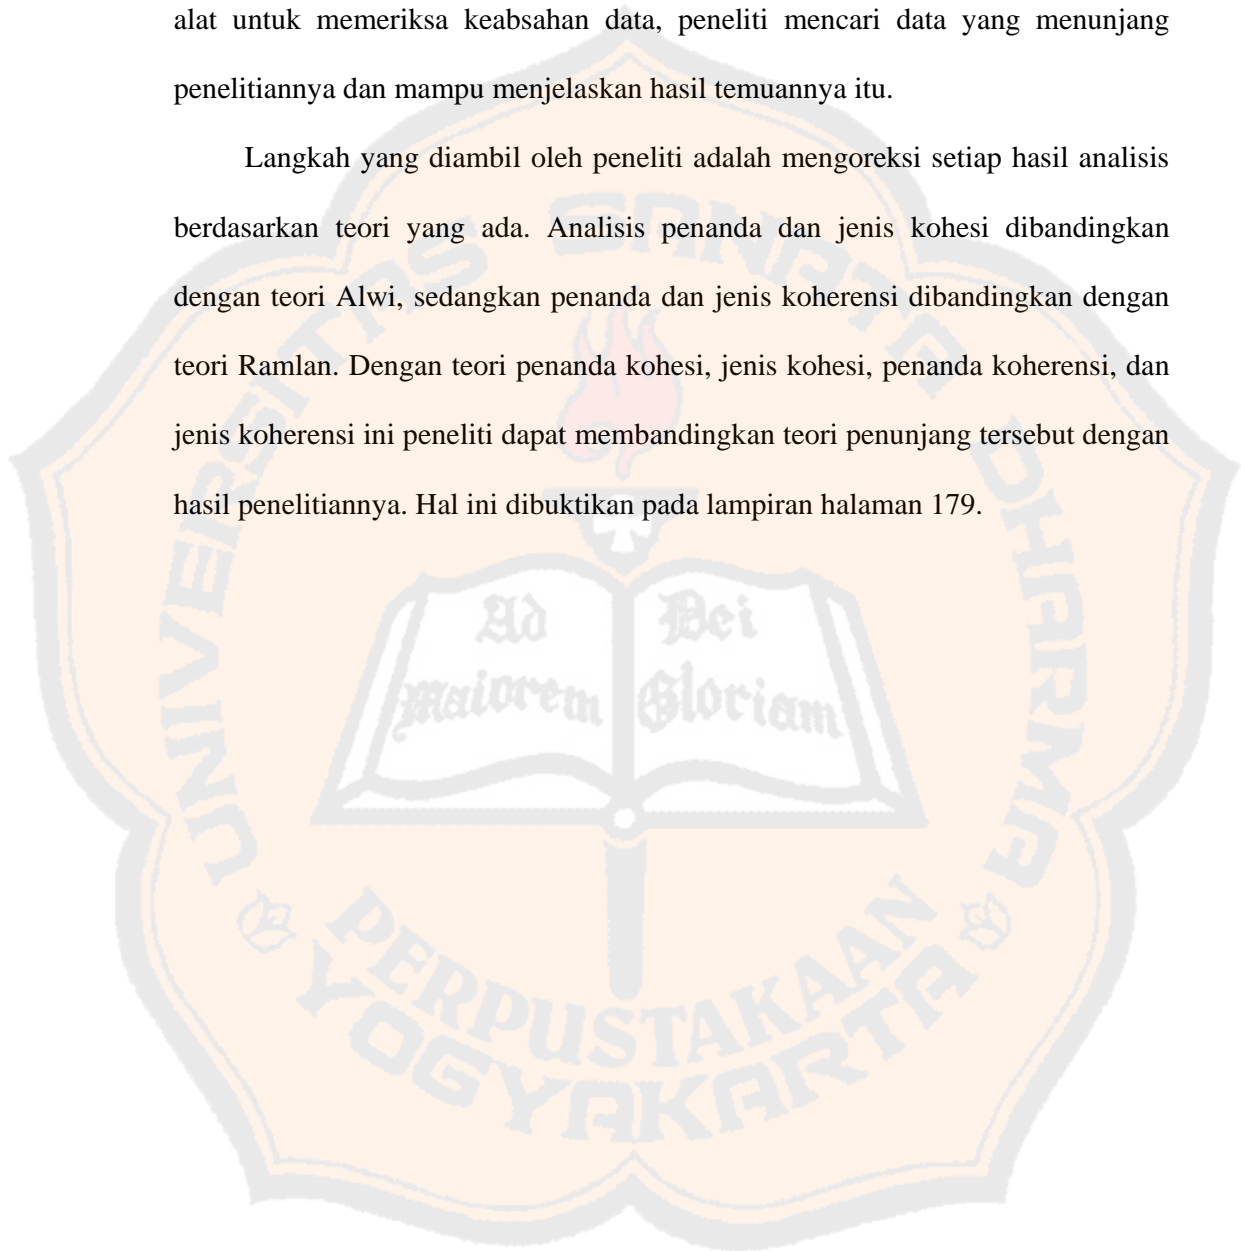 alat untuk memeriksa keabsahan data, peneliti mencari data yang menunjang
penelitiannya dan mampu menjelaskan hasil temuannya itu.
Langkah yang diambil oleh peneliti adalah mengoreksi setiap hasil analisis
berdasarkan teori yang ada. Analisis penanda dan jenis kohesi dibandingkan
dengan teori Alwi, sedangkan penanda dan jenis koherensi dibandingkan dengan
teori Ramlan. Dengan teori penanda kohesi, jenis kohesi, penanda koherensi, dan
jenis koherensi ini peneliti dapat membandingkan teori penunjang tersebut dengan
hasil penelitiannya. Hal ini dibuktikan pada lampiran halaman 179.
UNIVERSITAS SANATA DHARMA
Ad
maiorem
Dei
Gloriam
PERPUSTAKAAN
YOGYAKARTA